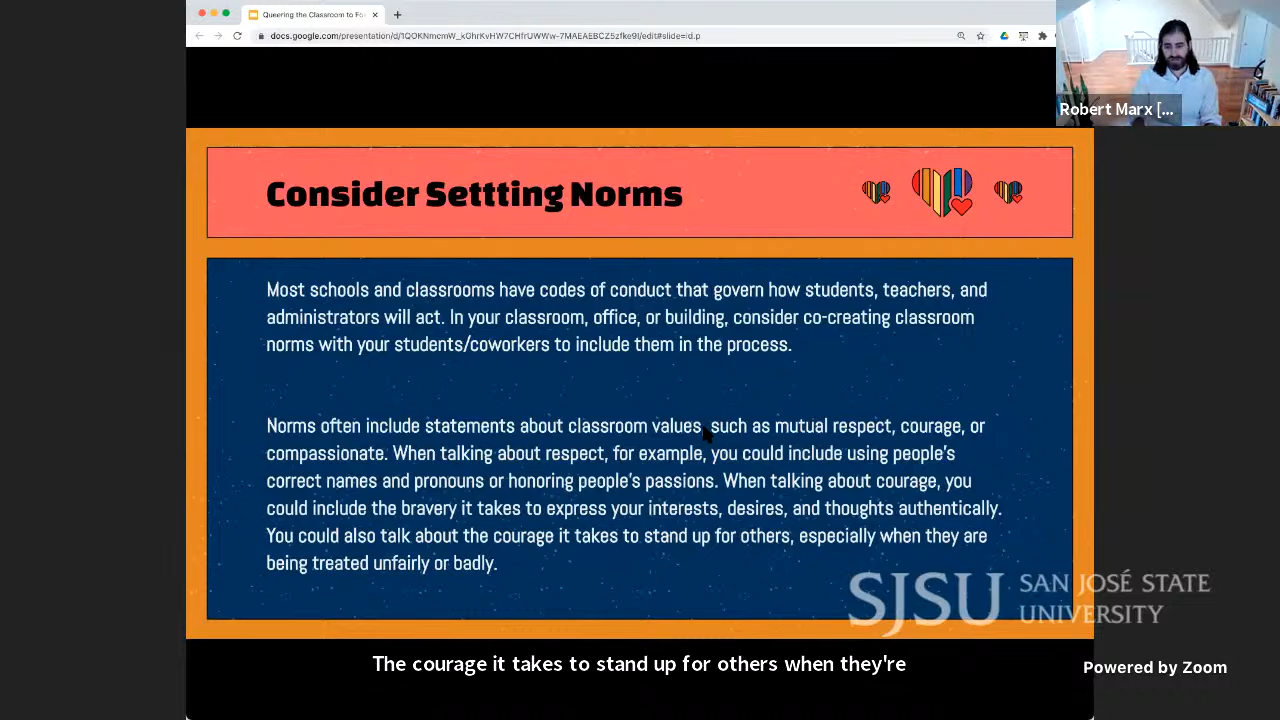 Queering the Classroom to Fo
docs.google.com/presentation/d/1QOKNmcmW_kGhrKvHW7CHfrUWWw-7MAEAEBCZ5zfke9I/edit#slide=id.p
Robert Marx [...
Consider Settting Norms
Most schools and classrooms have codes of conduct that govern how students, teachers, and
administrators will act. In your classroom, office, or building, consider co-creating classroom
norms with your students/coworkers to include them in the process.
Norms often include statements about classroom values, such as mutual respect, courage, or
compassionate. When talking about respect, for example, you could include using people's
correct names and pronouns or honoring people's passions. When talking about courage, you
could include the bravery it takes to express your interests, desires, and thoughts authentically.
You could also talk about the courage it takes to stand up for others, especially when they are
being treated unfairly or badly.
SJSU SAN JOSÉ STATE
UNIVERSITY
The courage it takes to stand up for others when they're
Powered by Zoom